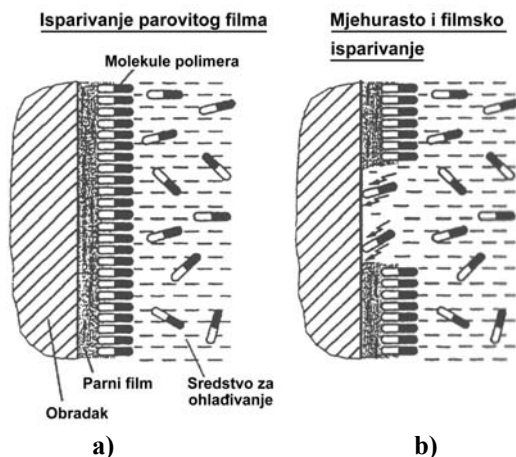 Isparivanje parovitog filma
Molekule polimera
Parni film
Obradak
Sredstvo za
ohlađivanje
a)
Mjehurasto i filmsko
isparivanje
b)